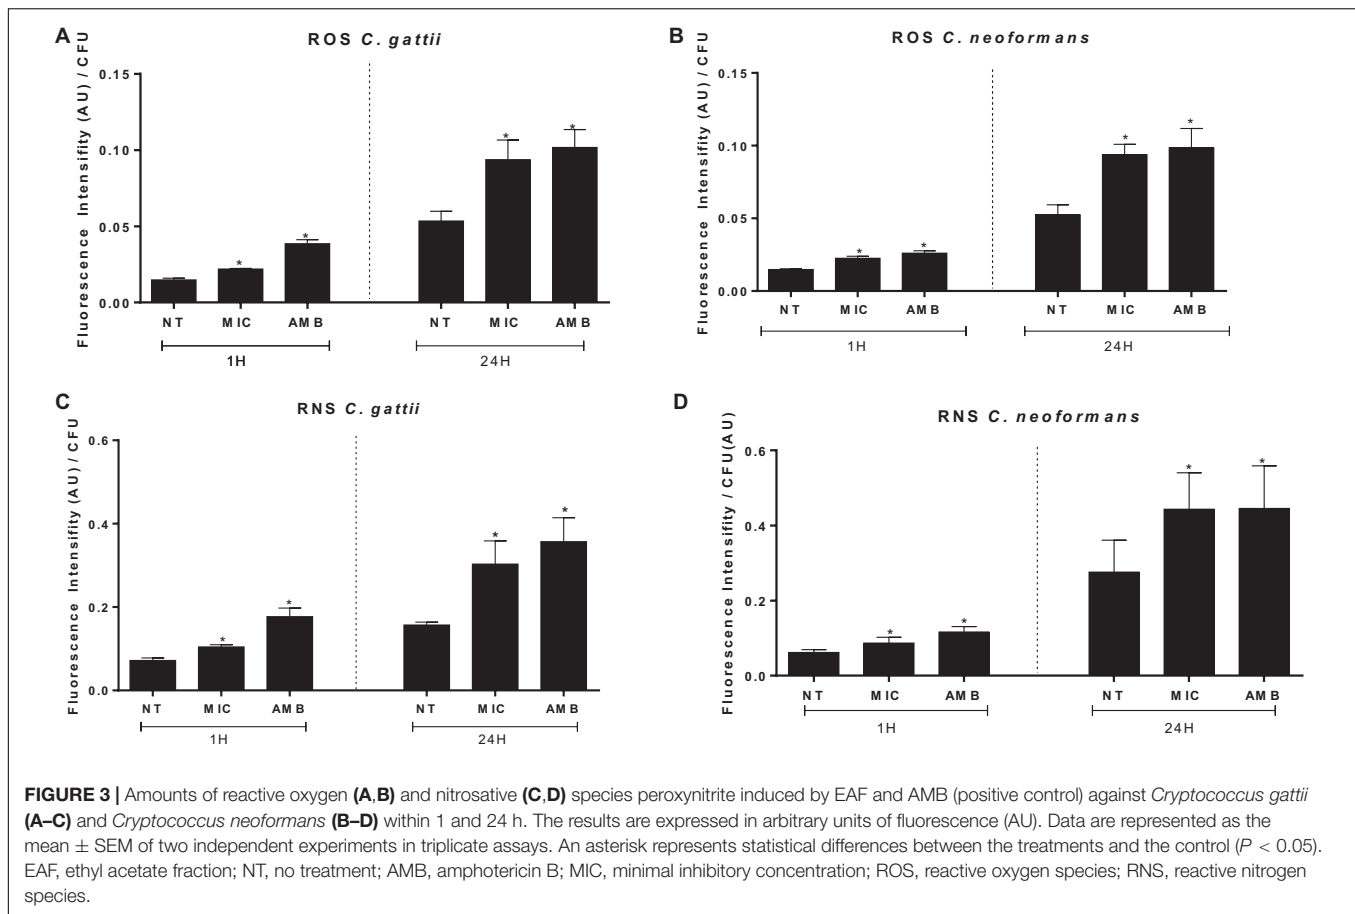 A
ROS C. gattii
Fluorescence Intensifity (AU) / CFU
0.15
0.10
0.05
0.00
* * * *
NT MIC AMB NT MIC AMB
1H 24H
B
ROS C. neoformans
Fluorescence Intensifity (AU) / CFU
0.15
0.10
0.05
0.00
* * * *
NT MIC AMB NT MIC AMB
1H 24H
C
RNS C. gattii
Fluorescence Intensifity (AU) / CFU
0.6
0.4
0.2
0.0
* * * *
NT MIC AMB NT MIC AMB
1H 24H
D
RNS C. neoformans
Fluorescence Intensifity / CFU(AU)
0.6
0.4
0.2
0.0
* * * *
NT MIC AMB NT MIC AMB
1H 24H
FIGURE 3 | Amounts of reactive oxygen (A,B) and nitrosative (C,D) species peroxynitrite induced by EAF and AMB (positive control) against Cryptococcus gattii
(A–C) and Cryptococcus neoformans (B–D) within 1 and 24 h. The results are expressed in arbitrary units of fluorescence (AU). Data are represented as the
mean ± SEM of two independent experiments in triplicate assays. An asterisk represents statistical differences between the treatments and the control (P < 0.05).
EAF, ethyl acetate fraction; NT, no treatment; AMB, amphotericin B; MIC, minimal inhibitory concentration; ROS, reactive oxygen species; RNS, reactive nitrogen
species.